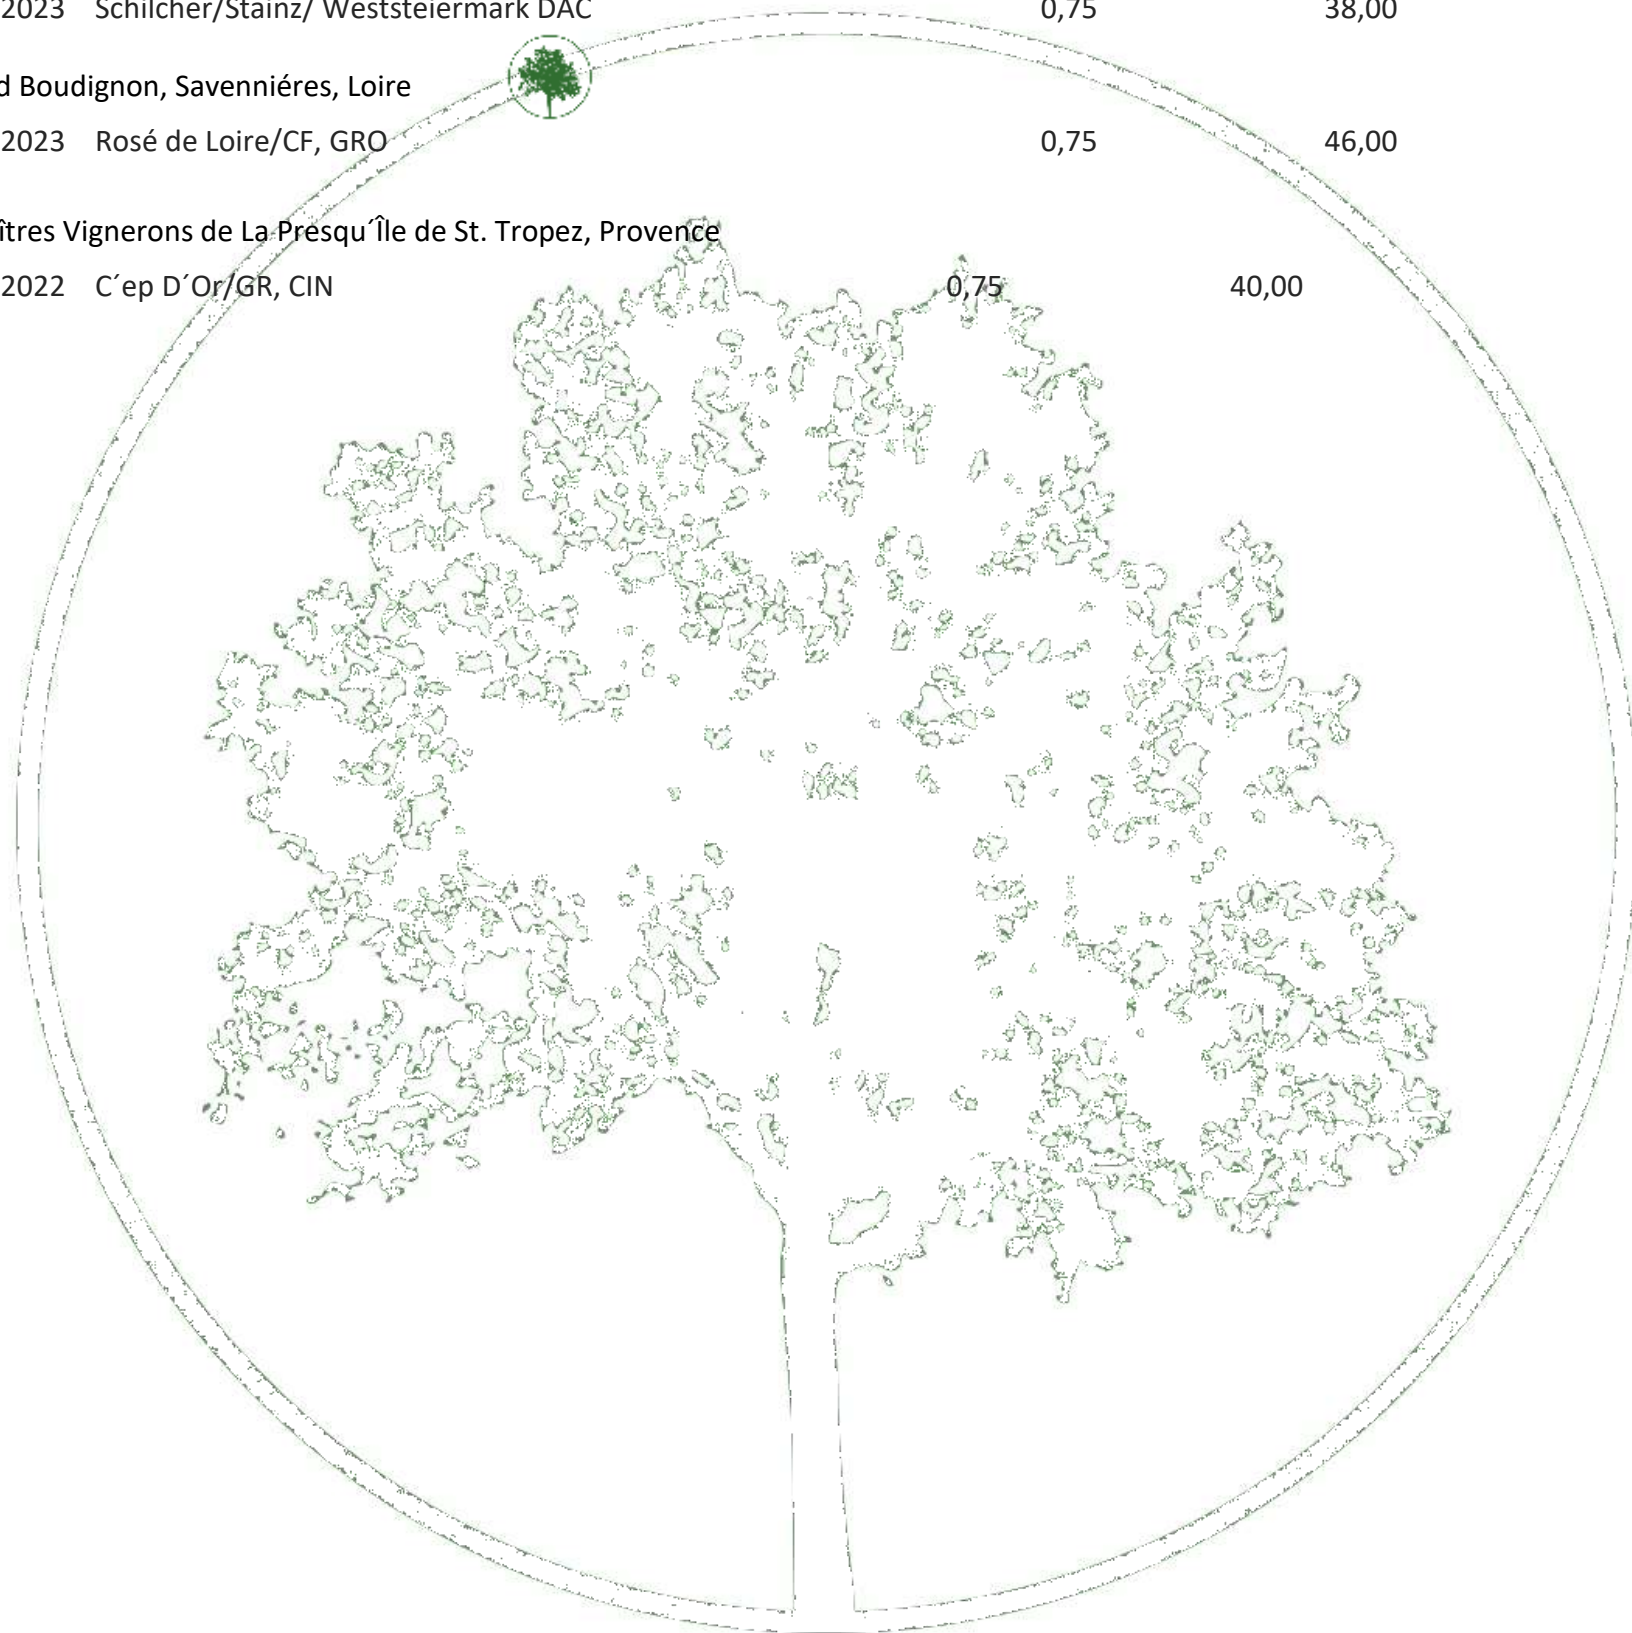 2023 Schilcher/Stainz/ Weststeiermark DAC 0,75 38,00
d Boudignon, Savenniéres, Loire
2023 Rosé de Loire/CF, GRO 0,75 46,00
îtres Vignerons de La Presqu´Île de St. Tropez, Provence
2022 C´ep D´Or/GR, CIN 0,75 40,00